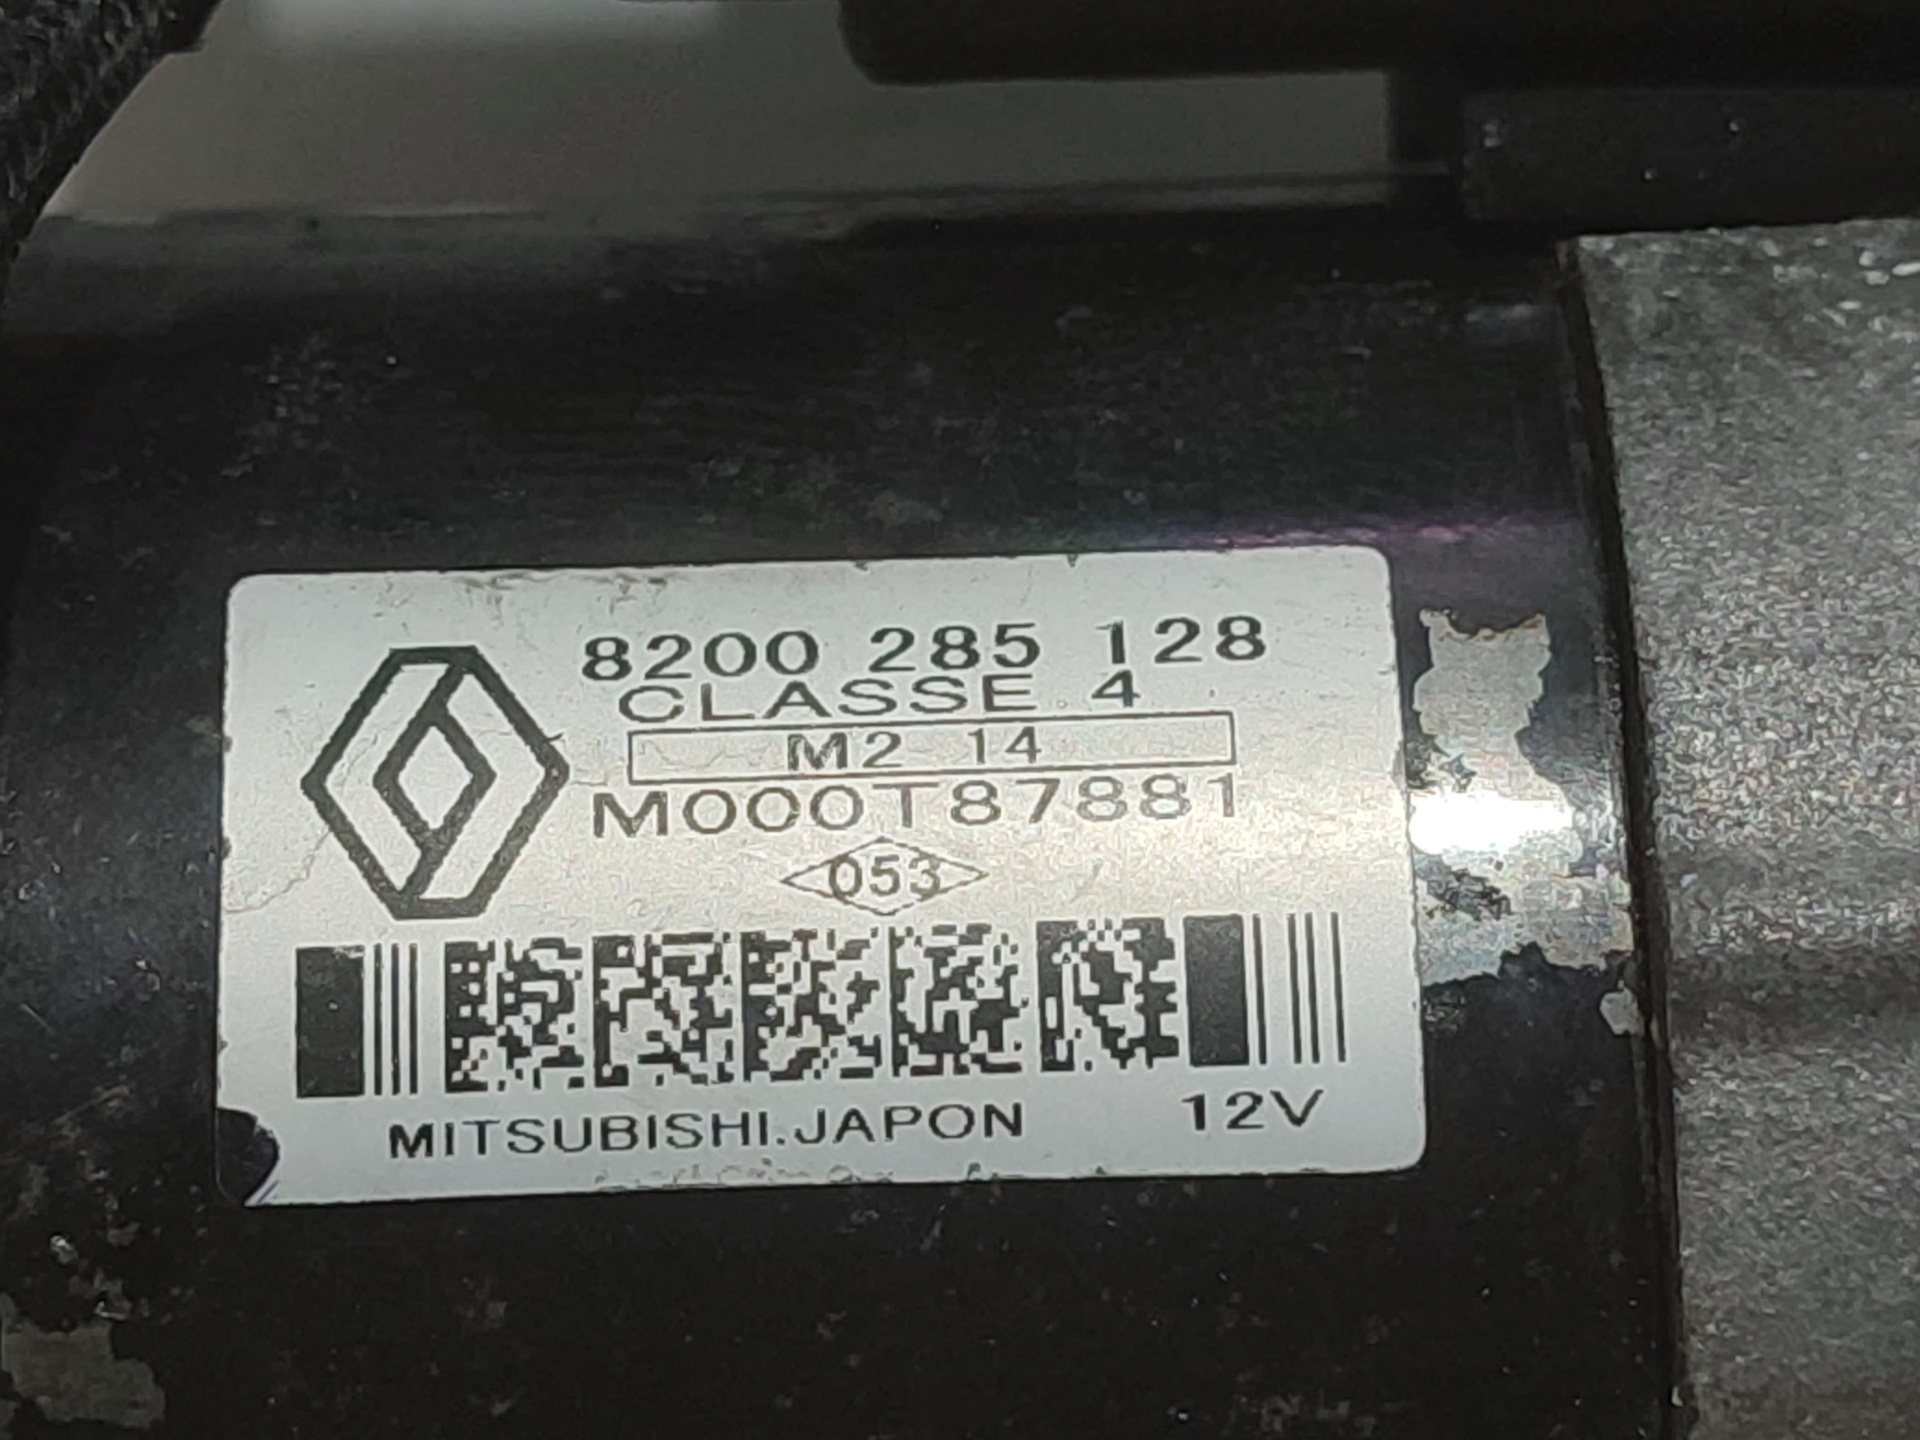 8200 285 128
CLASSE 4
M2 14
M000T87881
053
MITSUBISHI.JAPON 12V